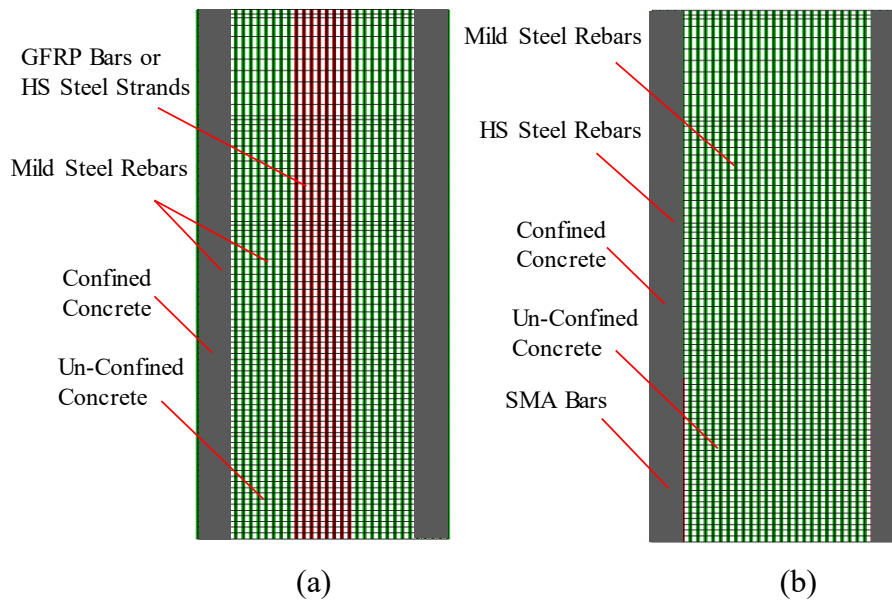 GFRP Bars or
HS Steel Strands
Mild Steel Rebars
Confined
Concrete
Un-Confined
Concrete
(a)
Mild Steel Rebars
HS Steel Rebars
Confined
Concrete
Un-Confined
Concrete
SMA Bars
(b)